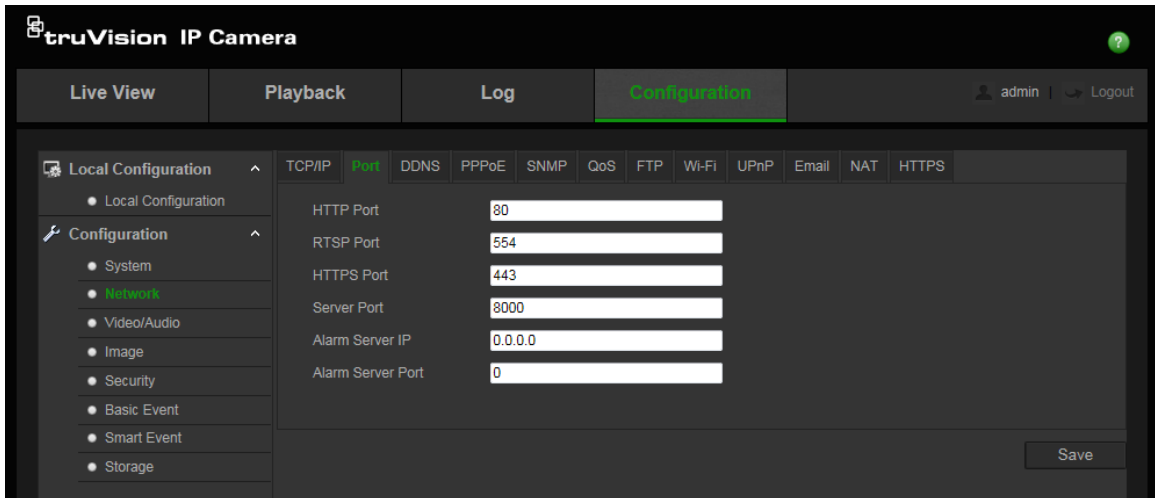 truVision IP Camera
?
Live View Playback Log Configuration admin | Logout
Local Configuration
Local Configuration
Configuration
System
Network
Video/Audio
Image
Security
Basic Event
Smart Event
Storage
TCP/IP Port DDNS PPPoE SNMP QoS FTP Wi-Fi UPnP Email NAT HTTPS
HTTP Port 80
RTSP Port 554
HTTPS Port 443
Server Port 8000
Alarm Server IP 0.0.0.0
Alarm Server Port 0
Save